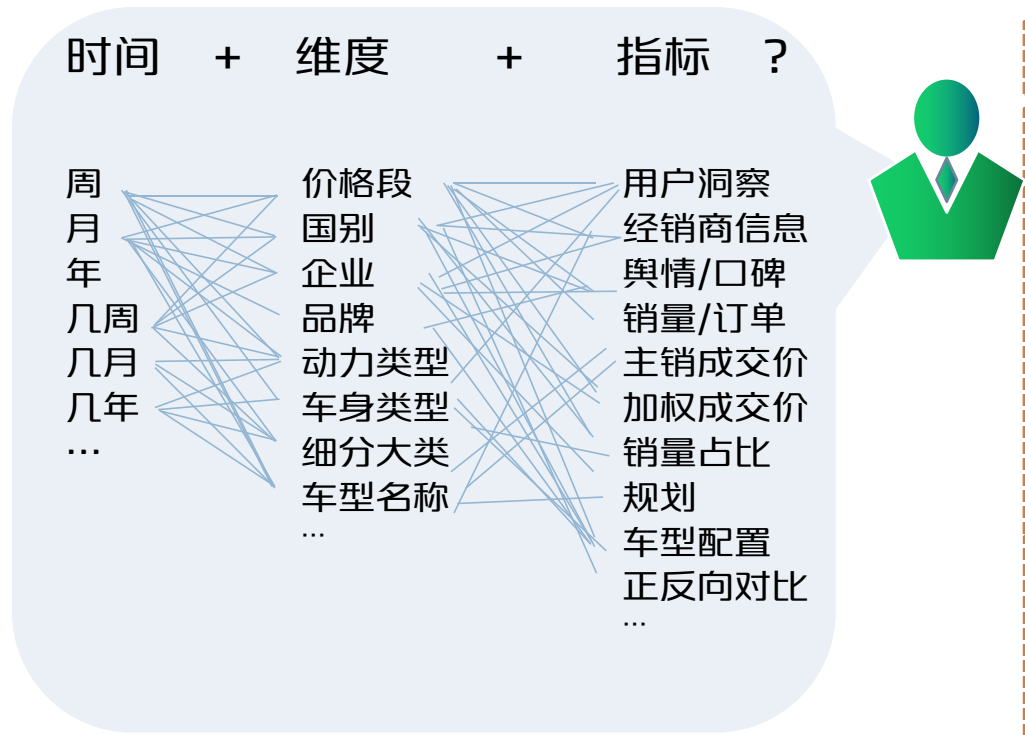 时间 + 维度 + 指标 ?
周 价格段 用户洞察
月 国别 经销商信息
年 企业 舆情/口碑
几周 品牌 销量/订单
几月 动力类型 主销成交价
几年 车身类型 加权成交价
… 细分大类 销量占比
车型名称 规划
… 车型配置
正反向对比
…